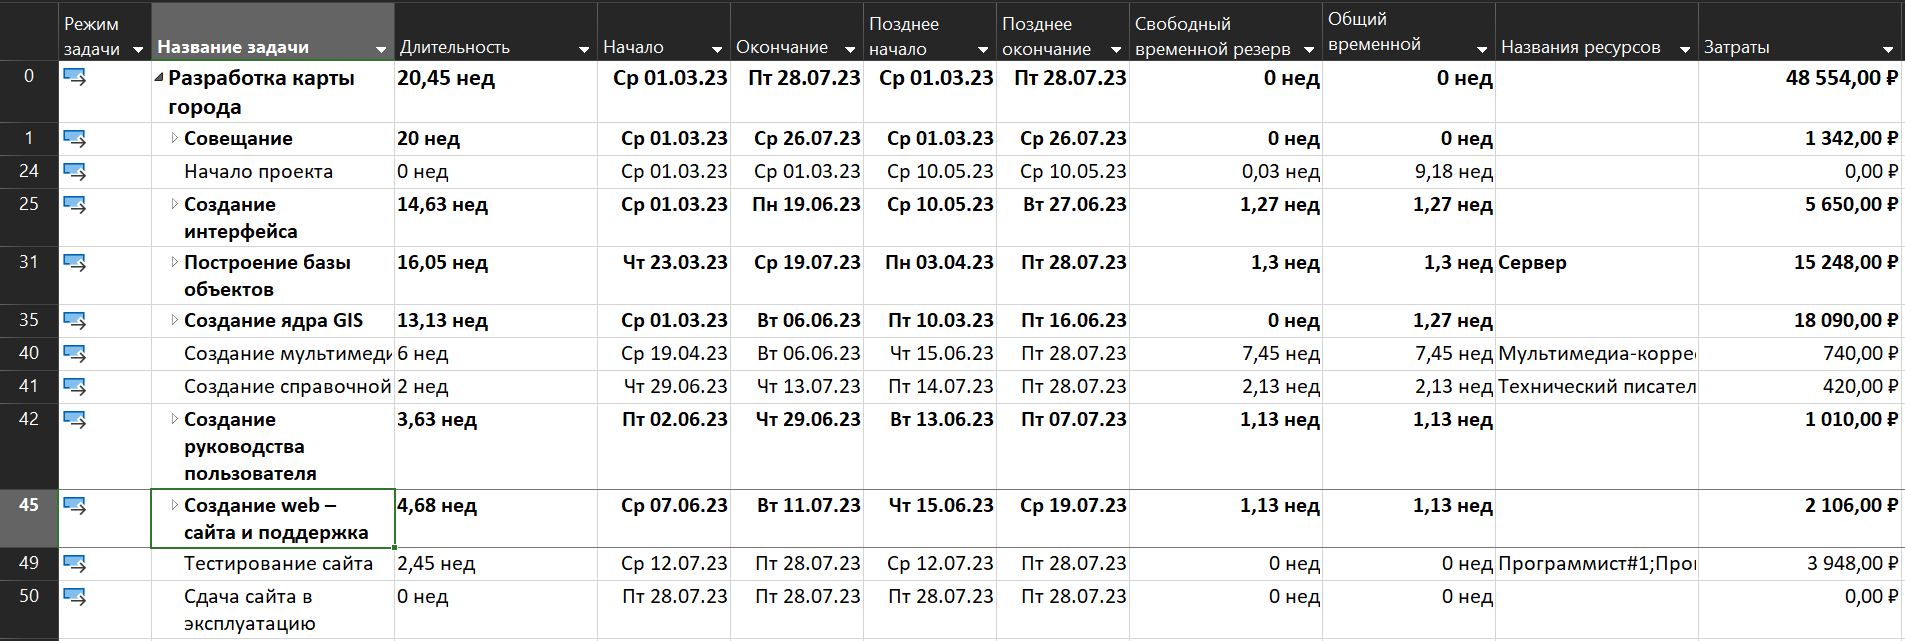 Режим задачи Название задачи Длительность Начало Окончание Позднее начало Позднее окончание Свободный временной резерв Общий временной Названия ресурсов Затраты
0 Разработка карты города 20,45 нед Ср 01.03.23 Пт 28.07.23 Ср 01.03.23 Пт 28.07.23 0 нед 0 нед 48 554,00 ₽
1 Совещание 20 нед Ср 01.03.23 Ср 26.07.23 Ср 01.03.23 Ср 26.07.23 0 нед 0 нед 1 342,00 ₽
24 Начало проекта 0 нед Ср 01.03.23 Ср 01.03.23 Ср 10.05.23 Ср 10.05.23 0,03 нед 9,18 нед 0,00 ₽
25 Создание интерфейса 14,63 нед Ср 01.03.23 Пн 19.06.23 Ср 10.05.23 Вт 27.06.23 1,27 нед 1,27 нед 5 650,00 ₽
31 Построение базы объектов 16,05 нед Чт 23.03.23 Ср 19.07.23 Пн 03.04.23 Пт 28.07.23 1,3 нед 1,3 нед Сервер 15 248,00 ₽
35 Создание ядра GIS 13,13 нед Ср 01.03.23 Вт 06.06.23 Пт 10.03.23 Пт 16.06.23 0 нед 1,27 нед 18 090,00 ₽
40 Создание мультимеди 6 нед Ср 19.04.23 Вт 06.06.23 Чт 15.06.23 Пт 28.07.23 7,45 нед 7,45 нед Мультимедиа-корре 740,00 ₽
41 Создание справочной 2 нед Чт 29.06.23 Чт 13.07.23 Пт 14.07.23 Пт 28.07.23 2,13 нед 2,13 нед Технический писател 420,00 ₽
42 Создание руководства пользователя 3,63 нед Пт 02.06.23 Чт 29.06.23 Вт 13.06.23 Пт 07.07.23 1,13 нед 1,13 нед 1 010,00 ₽
45 Создание web – сайта и поддержка 4,68 нед Ср 07.06.23 Вт 11.07.23 Чт 15.06.23 Ср 19.07.23 1,13 нед 1,13 нед 2 106,00 ₽
49 Тестирование сайта 2,45 нед Ср 12.07.23 Пт 28.07.23 Ср 12.07.23 Пт 28.07.23 0 нед 0 нед Программист#1;Про 3 948,00 ₽
50 Сдача сайта в эксплуатацию 0 нед Пт 28.07.23 Пт 28.07.23 Пт 28.07.23 Пт 28.07.23 0 нед 0 нед 0,00 ₽